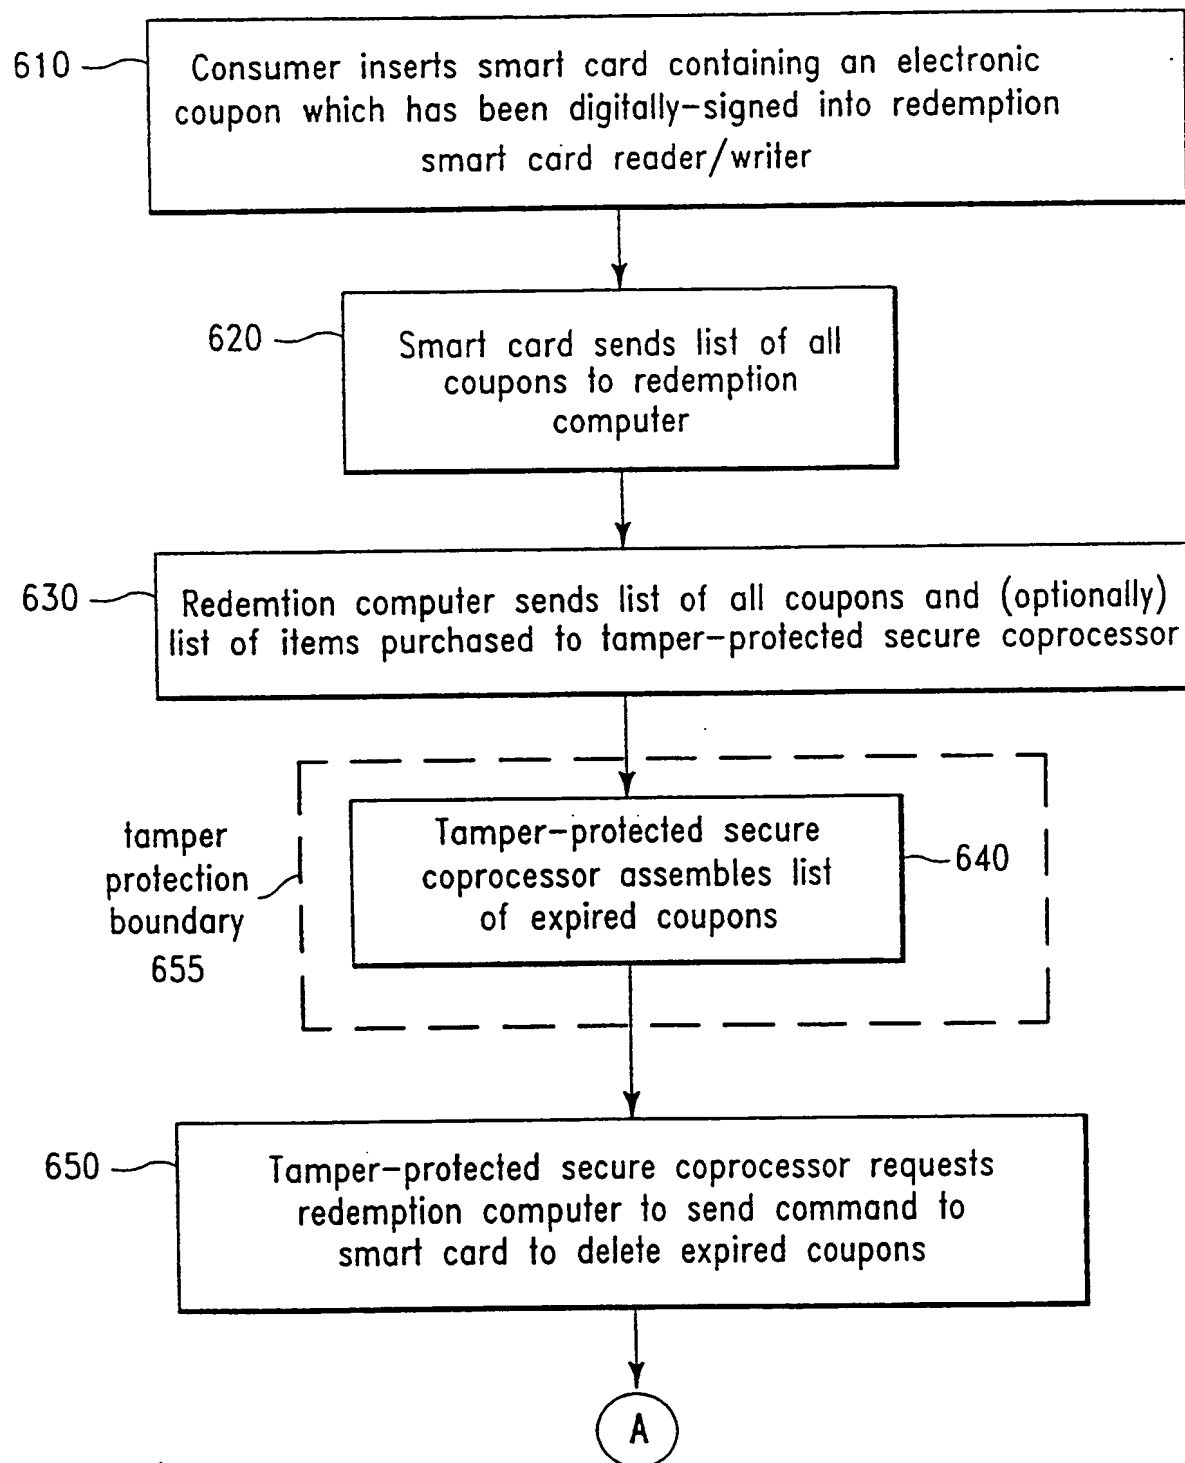 610
Consumer inserts smart card containing an electronic
coupon which has been digitally-signed into redemption
smart card reader/writer
620
Smart card sends list of all
coupons to redemption
computer
630
Redemtion computer sends list of all coupons and (optionally)
list of items purchased to tamper-protected secure coprocessor
tamper
protection
boundary
655
Tamper-protected secure
coprocessor assembles list
of expired coupons
640
650
Tamper-protected secure coprocessor requests
redemption computer to send command to
smart card to delete expired coupons
A